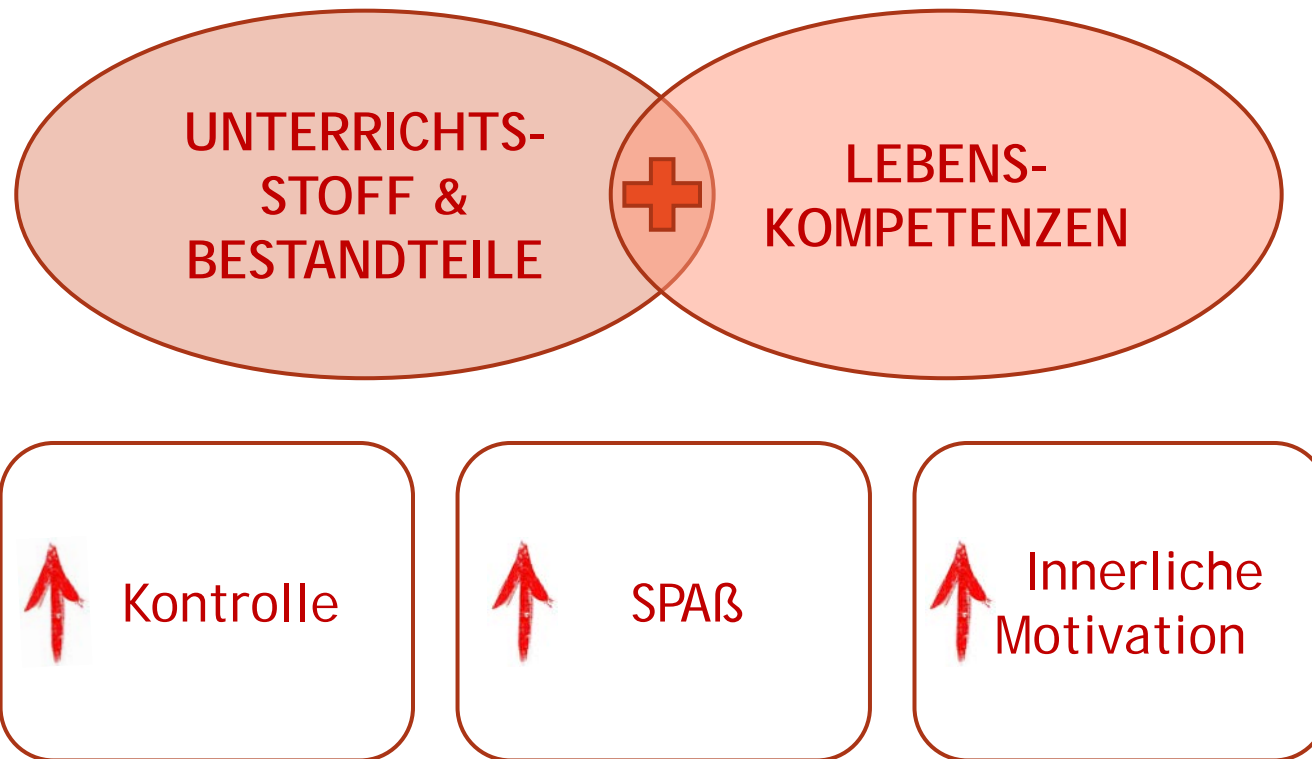 UNTERRICHTS-
STOFF &
BESTANDTEILE
LEBENS-
KOMPETENZEN
Kontrolle
SPAß
Innerliche
Motivation